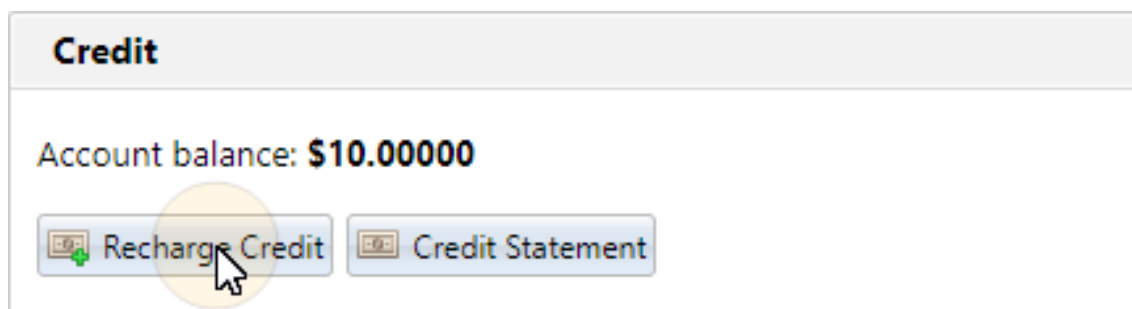 Credit
Account balance: $10.00000
Recharge Credit Credit Statement